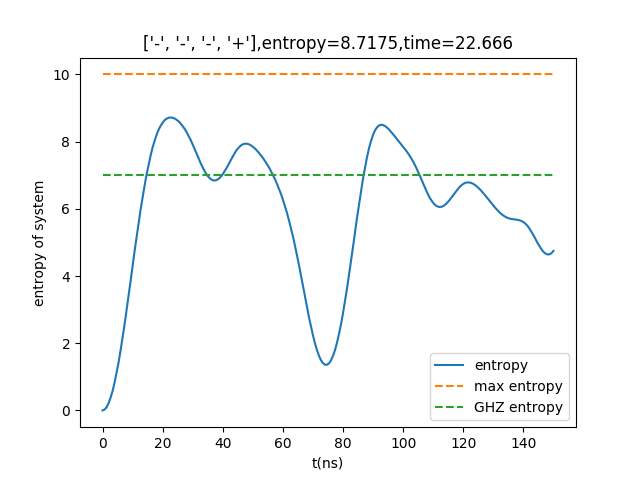 ['-', '-', '-', '+'],entropy=8.7175,time=22.666
entropy of system
10
8
6
4
2
0
0 20 40 60 80 100 120 140
t(ns)
entropy
max entropy
GHZ entropy